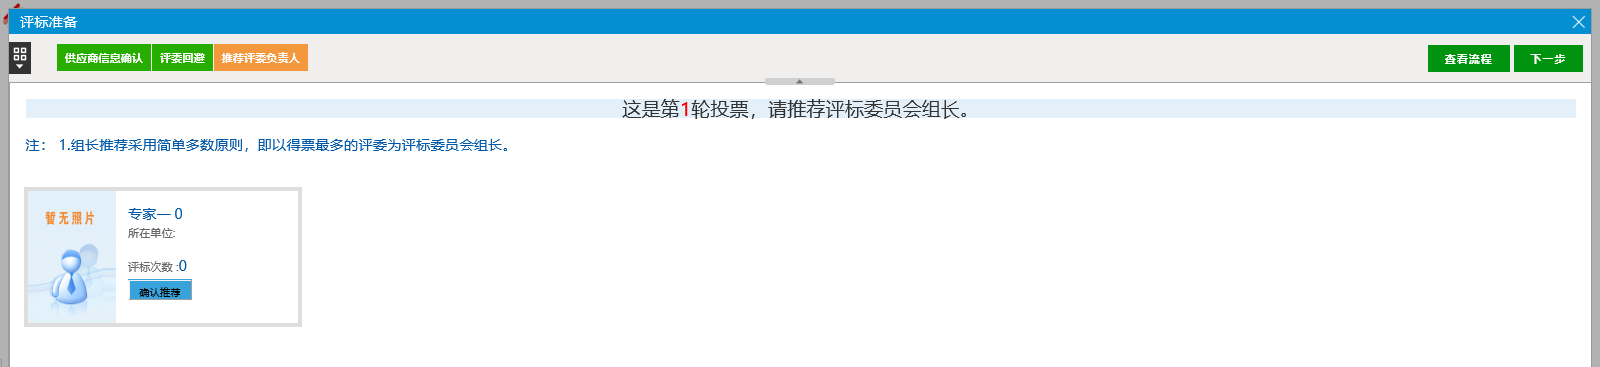 评标准备
供应商信息确认 评委回避 推荐评委负责人 查看流程 下一步
这是第1轮投票，请推荐评标委员会组长。
注： 1.组长推荐采用简单多数原则，即以得票最多的评委为评标委员会组长。
暂无照片
专家一 0
所在单位:
评标次数 :0
确认推荐